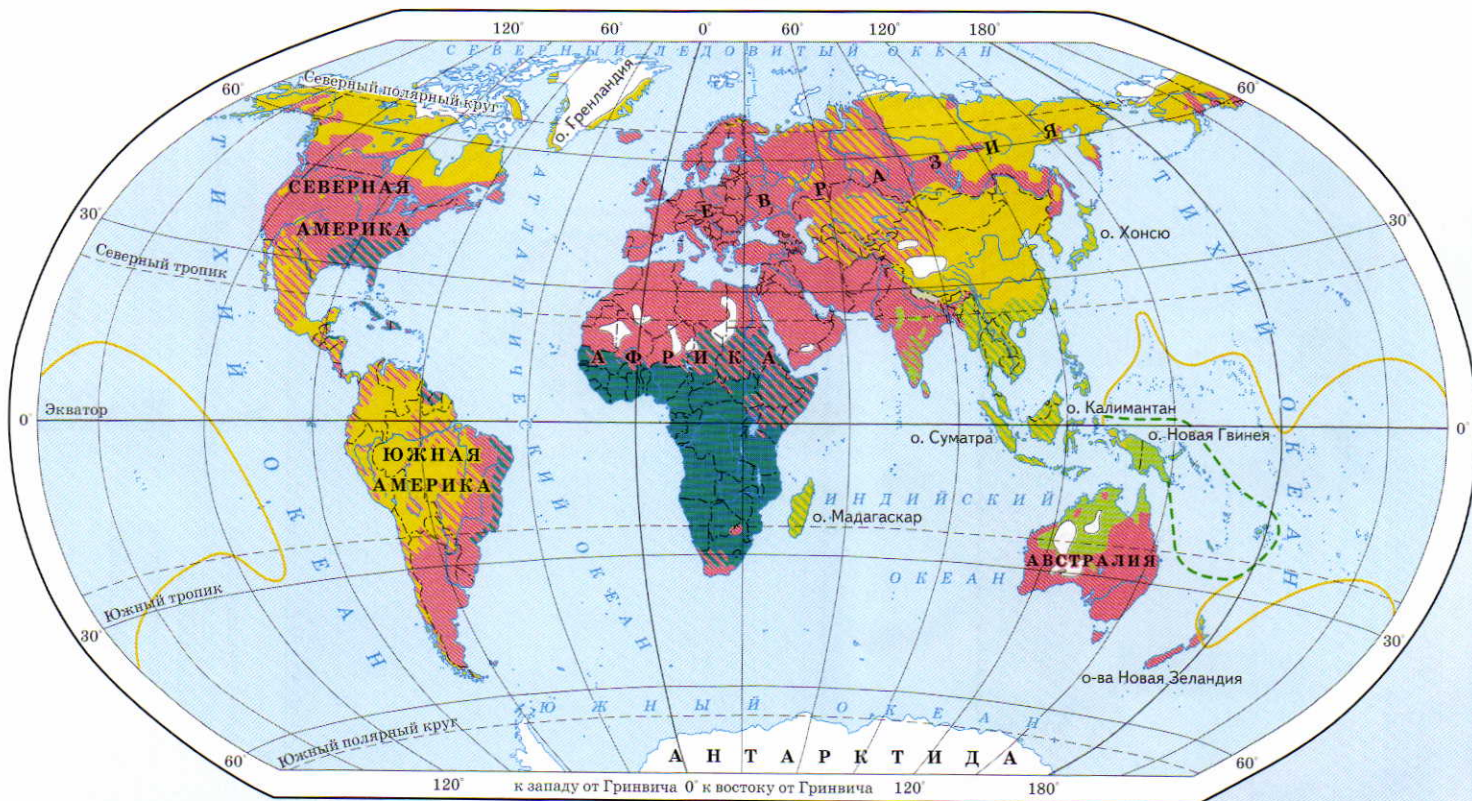 120° 60° 0° 60° 120° 180°
СЕВЕРНЫЙ ЛЕДОВИТЫЙ ОКЕАН
60°
60°
Северный полярный круг
о. Гренландия
ЕВРАЗИЯ
СЕВЕРНАЯ
АМЕРИКА
30°
30°
о. Хонсю
Северный тропик
ТИХИЙ ОКЕАН
АТЛАНТИЧЕСКИЙ ОКЕАН
ТИХИЙ ОКЕАН
АФРИКА
0°
Экватор
о. Калимантан
0°
о. Суматра
о. Новая Гвинея
ЮЖНАЯ
АМЕРИКА
ИНДИЙСКИЙ
о. Мадагаскар
АВСТРАЛИЯ
ОКЕАН
Южный тропик
30°
30°
о-ва Новая Зеландия
ЮЖНЫЙ ОКЕАН
Южный полярный круг
60°
АНТАРКТИДА
60°
120° к западу от Гринвича 0° к востоку от Гринвича 120° 180°